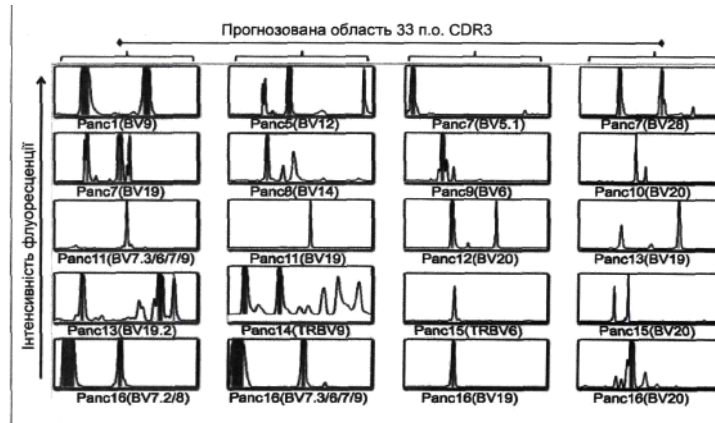 Прогнозована область 33 п.о. CDR3
Інтенсивність флуоресценції
Panc1(BV9) Panc5(BV12) Panc7(BV5.1) Panc7(BV28)
Panc7(BV19) Panc8(BV14) Panc9(BV6) Panc10(BV20)
Panc11(BV7.3/6/7/9) Panc11(BV19) Panc12(BV20) Panc13(BV19)
Panc13(BV19.2) Panc14(TRBV9) Panc15(TRBV6) Panc15(BV20)
Panc16(BV7.2/8) Panc16(BV7.3/6/7/9) Panc16(BV19) Panc16(BV20)